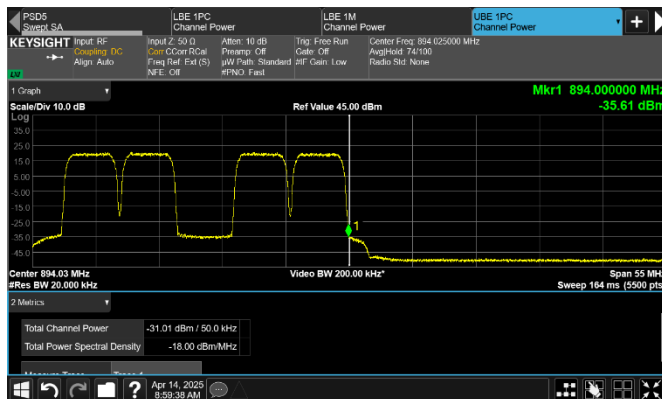 PSD5
Swept SA
LBE 1PC
Channel Power
LBE 1M
Channel Power
UBE 1PC
Channel Power
KEYSIGHT
Input: RF
Coupling: DC
Align: Auto
Input Z: 50 Ω
Corr CCorr RCal
Freq Ref: Ext (S)
NFE: Off
Atten: 10 dB
Preamp: Off
µW Path: Standard
#PNO: Fast
Trig: Free Run
Gate: Off
#IF Gain: Low
Center Freq: 894.025000 MHz
Avg|Hold: 74/100
Radio Std: None
1 Graph
Mkr1 894.000000 MHz
Scale/Div 10.0 dB
Ref Value 45.00 dBm
-35.61 dBm
Log
35.0
25.0
15.0
5.00
-5.00
-15.0
-25.0
-35.0
-45.0
1
Center 894.03 MHz
Video BW 200.00 kHz*
Span 55 MHz
#Res BW 20.000 kHz
Sweep 164 ms (5500 pts)
2 Metrics
Total Channel Power
-31.01 dBm / 50.0 kHz
Total Power Spectral Density
-18.00 dBm/MHz
Apr 14, 2025
8:59:38 AM